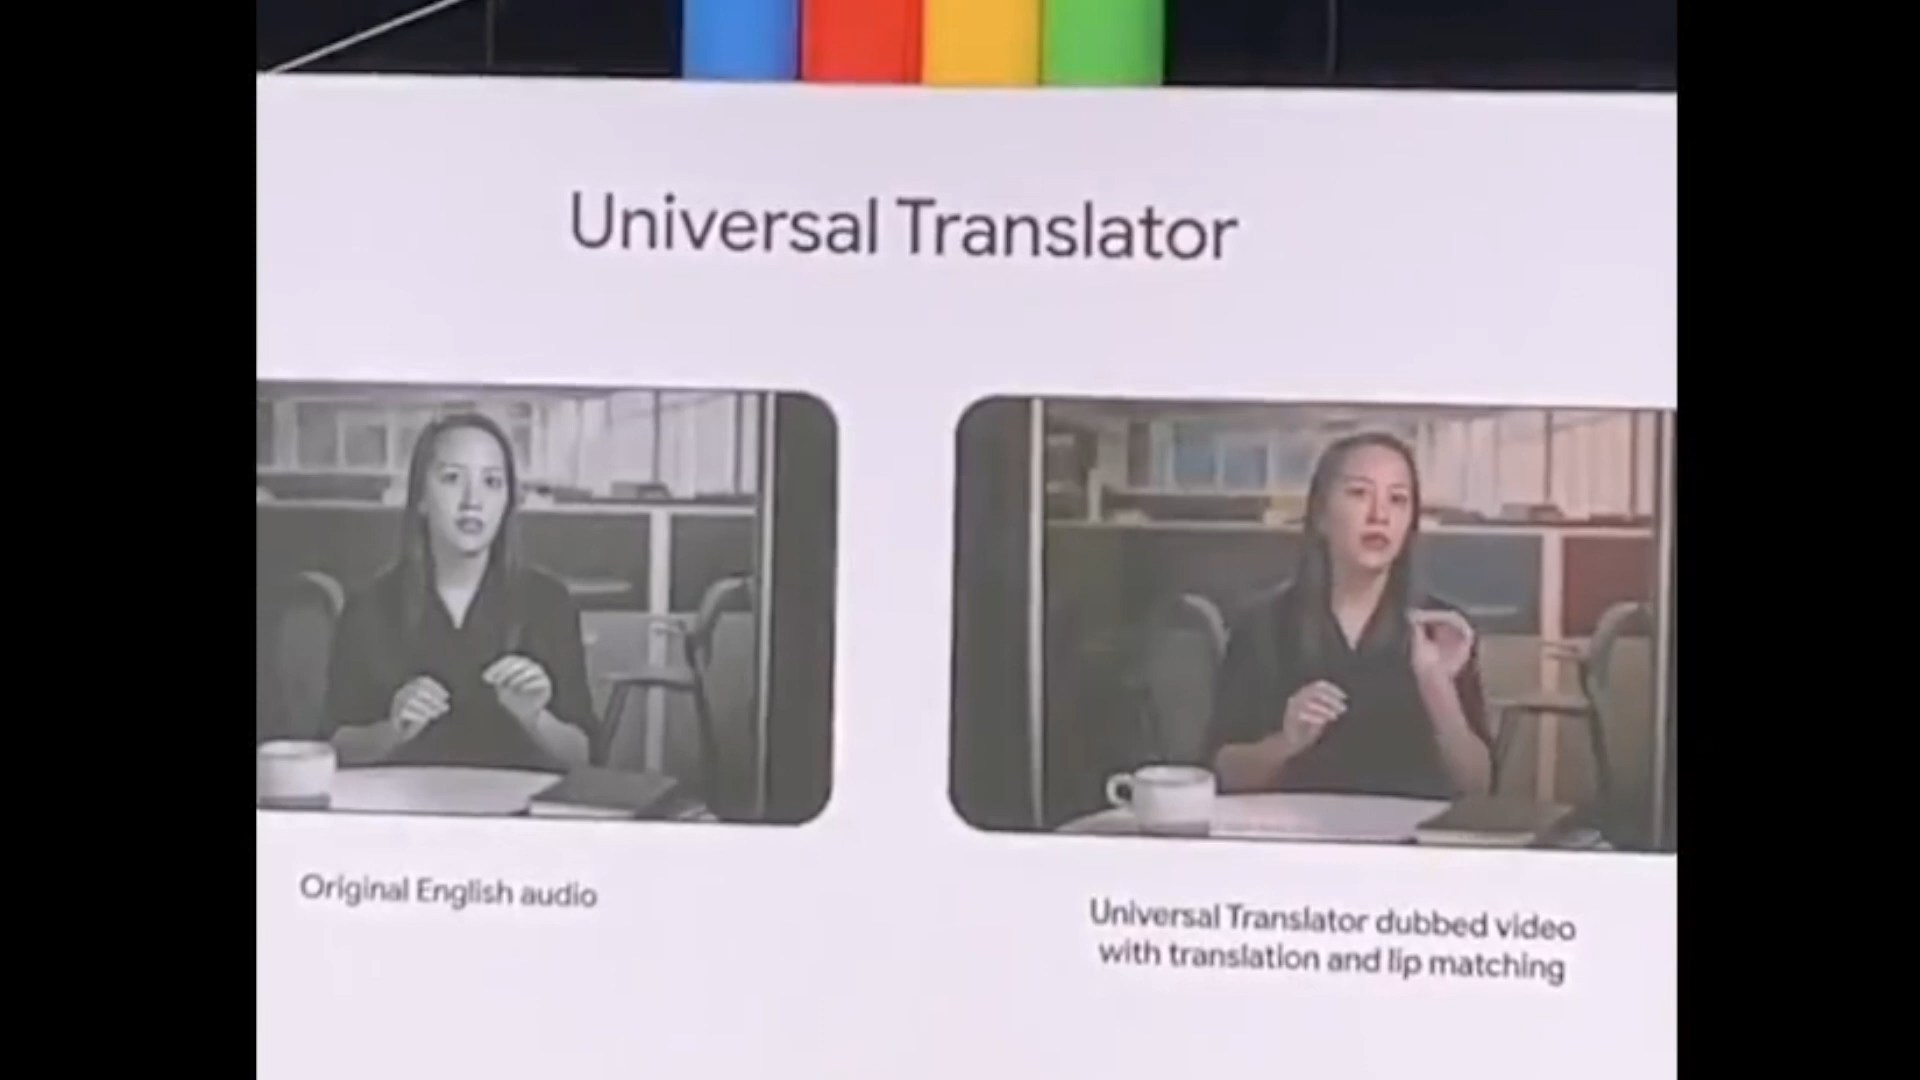 Universal Translator
Original English audio
Universal Translator dubbed video
with translation and lip matching